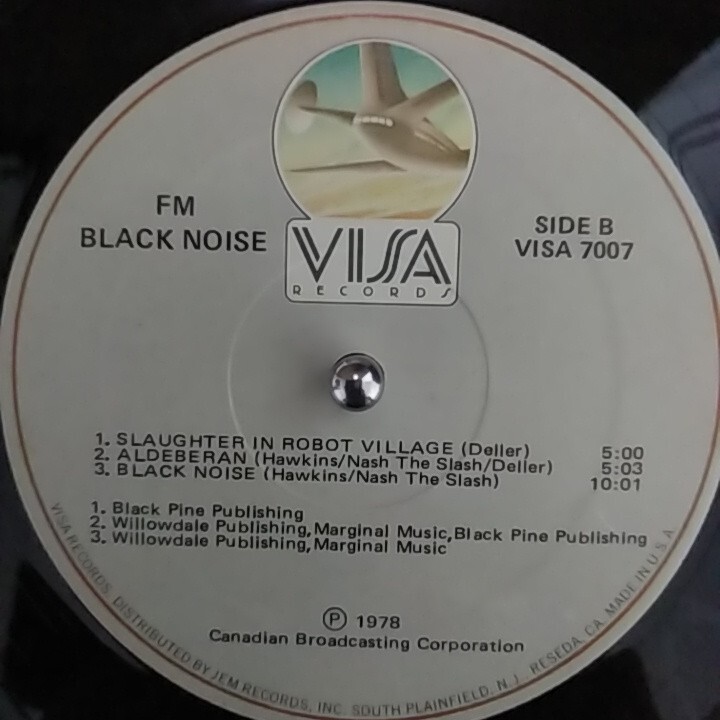 FM
BLACK NOISE
VISA
RECORDS
SIDE B
VISA 7007
1. SLAUGHTER IN ROBOT VILLAGE (Deller) 5:00
2. ALDEBERAN (Hawkins/Nash The Slash/Deller) 5:03
3. BLACK NOISE (Hawkins/Nash The Slash) 10:01
1. Black Pine Publishing
2. Willowdale Publishing, Marginal Music, Black Pine Publishing
3. Willowdale Publishing, Marginal Music
Ⓟ 1978
Canadian Broadcasting Corporation
VISA RECORDS. DISTRIBUTED BY JEM RECORDS, INC. SOUTH PLAINFIELD, N.J., RESEDA, CA. MADE IN U.S.A.